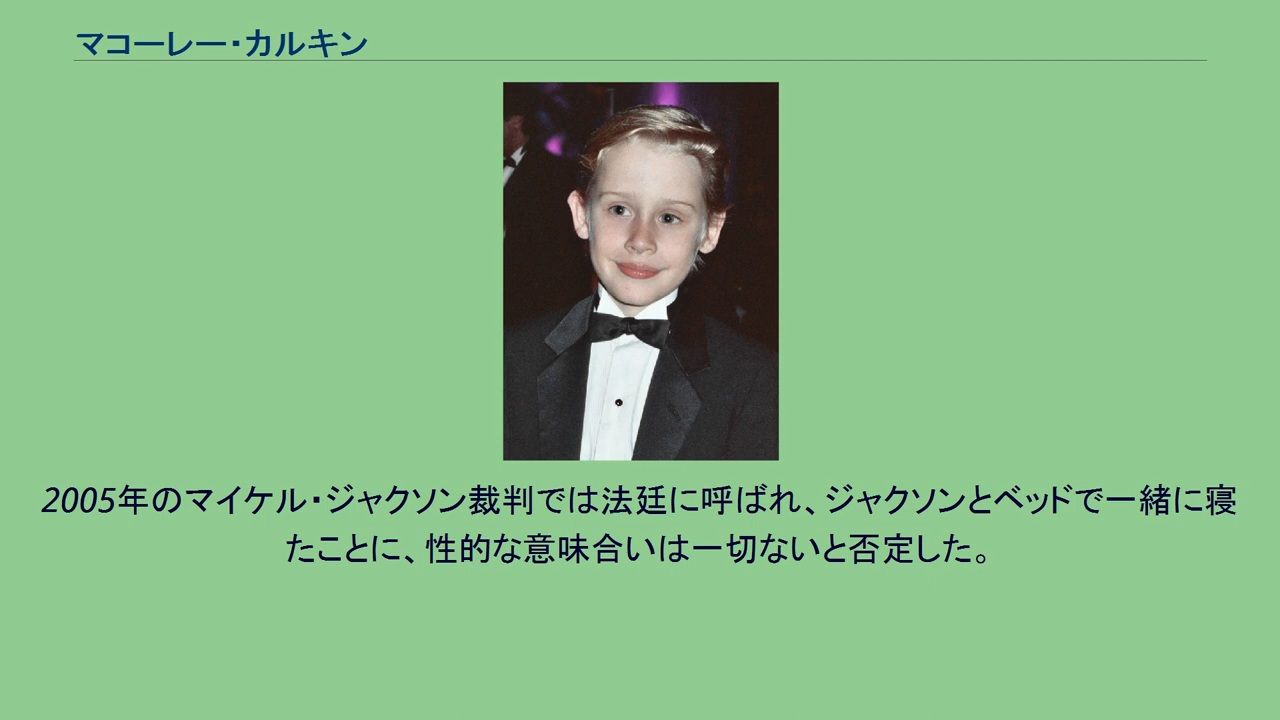 マコーレー・カルキン
2005年のマイケル・ジャクソン裁判では法廷に呼ばれ、ジャクソンとベッドで一緒に寝
たことに、性的な意味合いは一切ないと否定した。